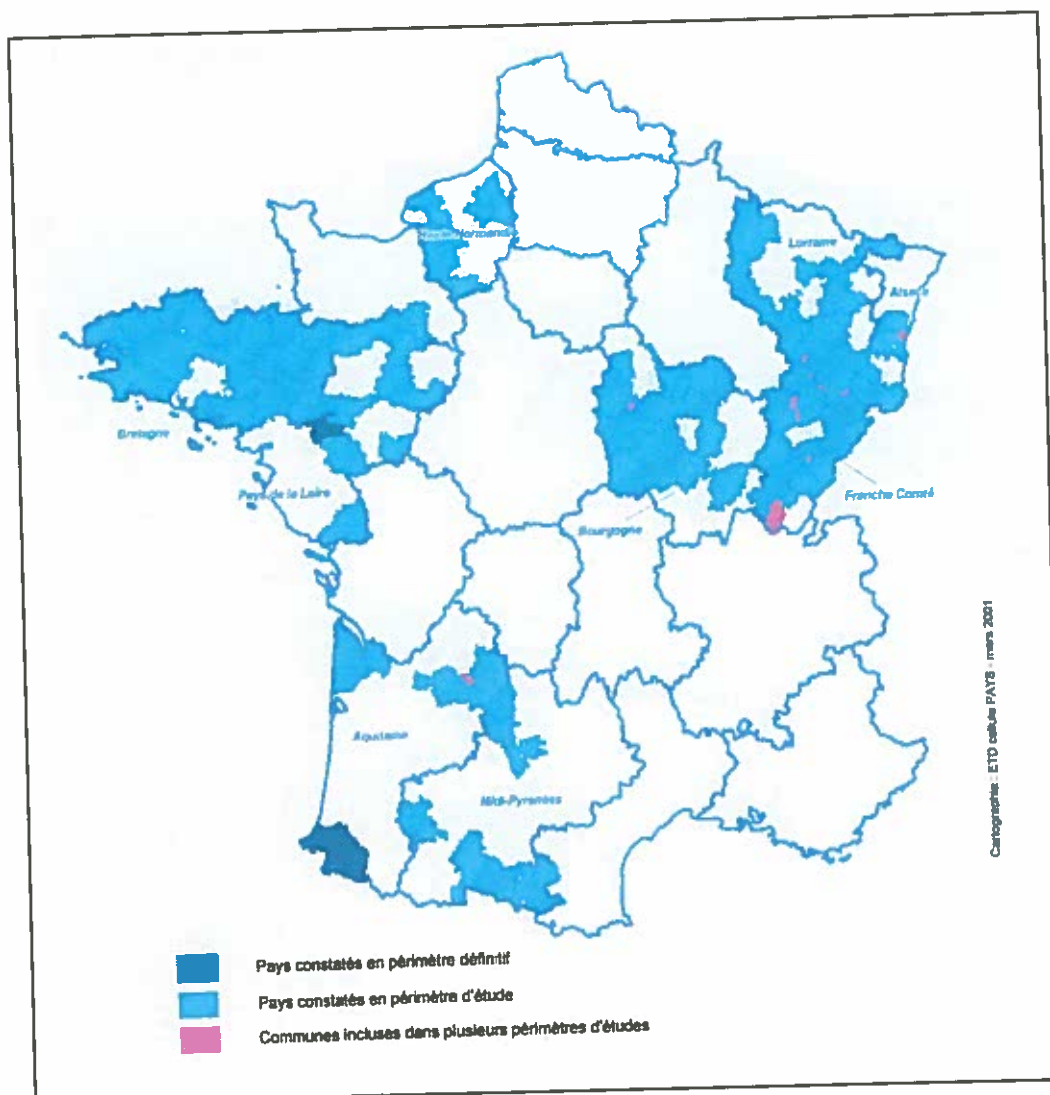 Haute Normandie
Lorraine
Alsace
Bretagne
Pays de la Loire
Franche Comté
Bourgogne
Aquitaine
Midi-Pyrénées
Cartographie : ETD cellule PAYS - mars 2001
Pays constatés en périmètre définitif
Pays constatés en périmètre d'étude
Communes incluses dans plusieurs périmètres d'études